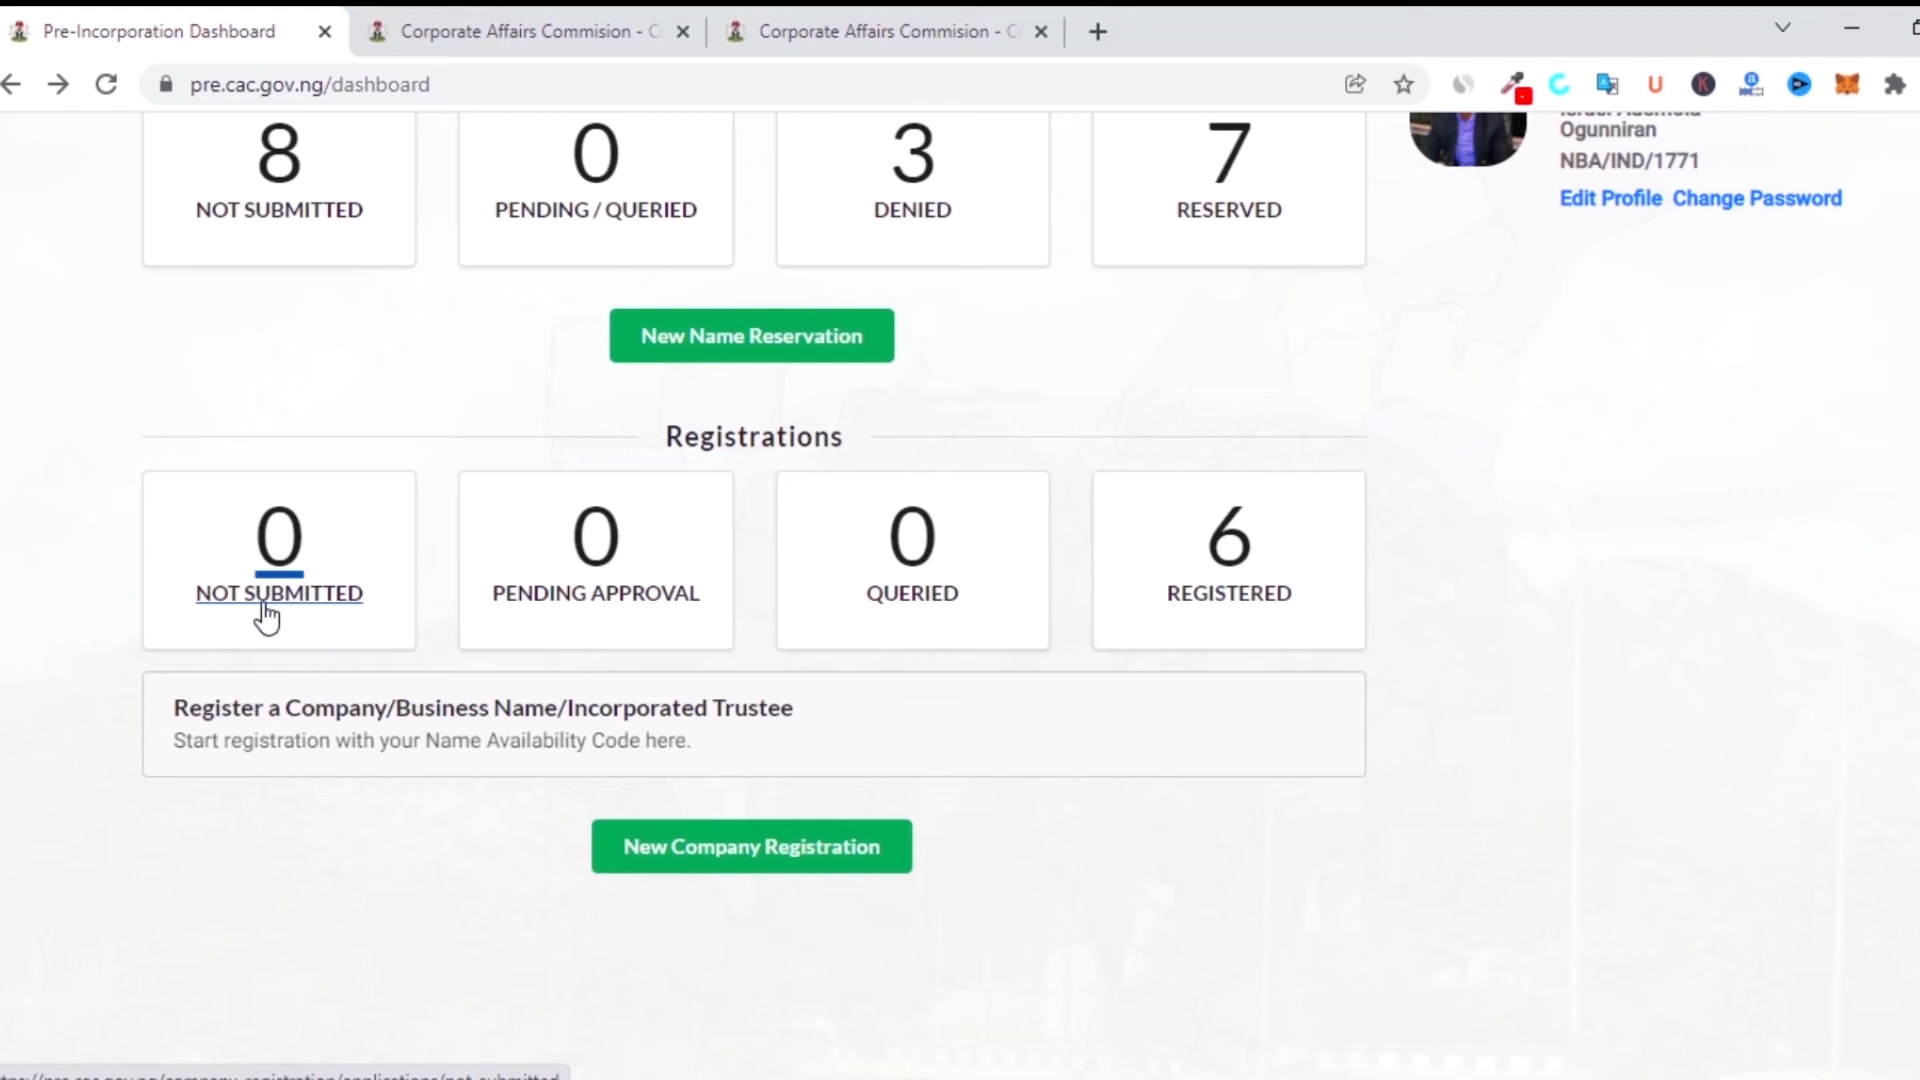 Pre-Incorporation Dashboard
Corporate Affairs Commision - C
Corporate Affairs Commision - C
pre.cac.gov.ng/dashboard
Ogunniran
NBA/IND/1771
Edit Profile Change Password
8
NOT SUBMITTED
0
PENDING / QUERIED
3
DENIED
7
RESERVED
New Name Reservation
Registrations
0
NOT SUBMITTED
0
PENDING APPROVAL
0
QUERIED
6
REGISTERED
Register a Company/Business Name/Incorporated Trustee
Start registration with your Name Availability Code here.
New Company Registration